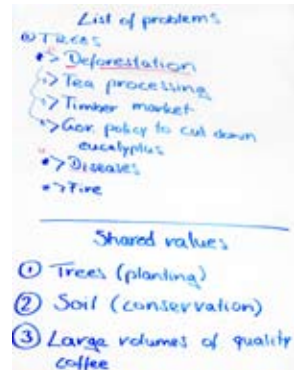 List of problems
① TREES
•> Deforestation
•> Tea processing
•> Timber market
•> Gov. policy to cut down
eucalyptus
•> Diseases
•> Fire
Shared values
① Trees (planting)
② Soil (conservation)
③ Large volumes of quality
coffee